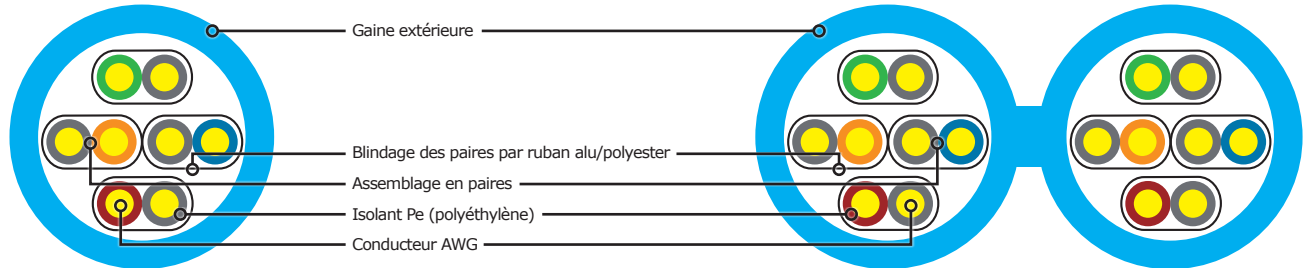 Gaine extérieure
Blindage des paires par ruban alu/polyester
Assemblage en paires
Isolant Pe (polyéthylène)
Conducteur AWG